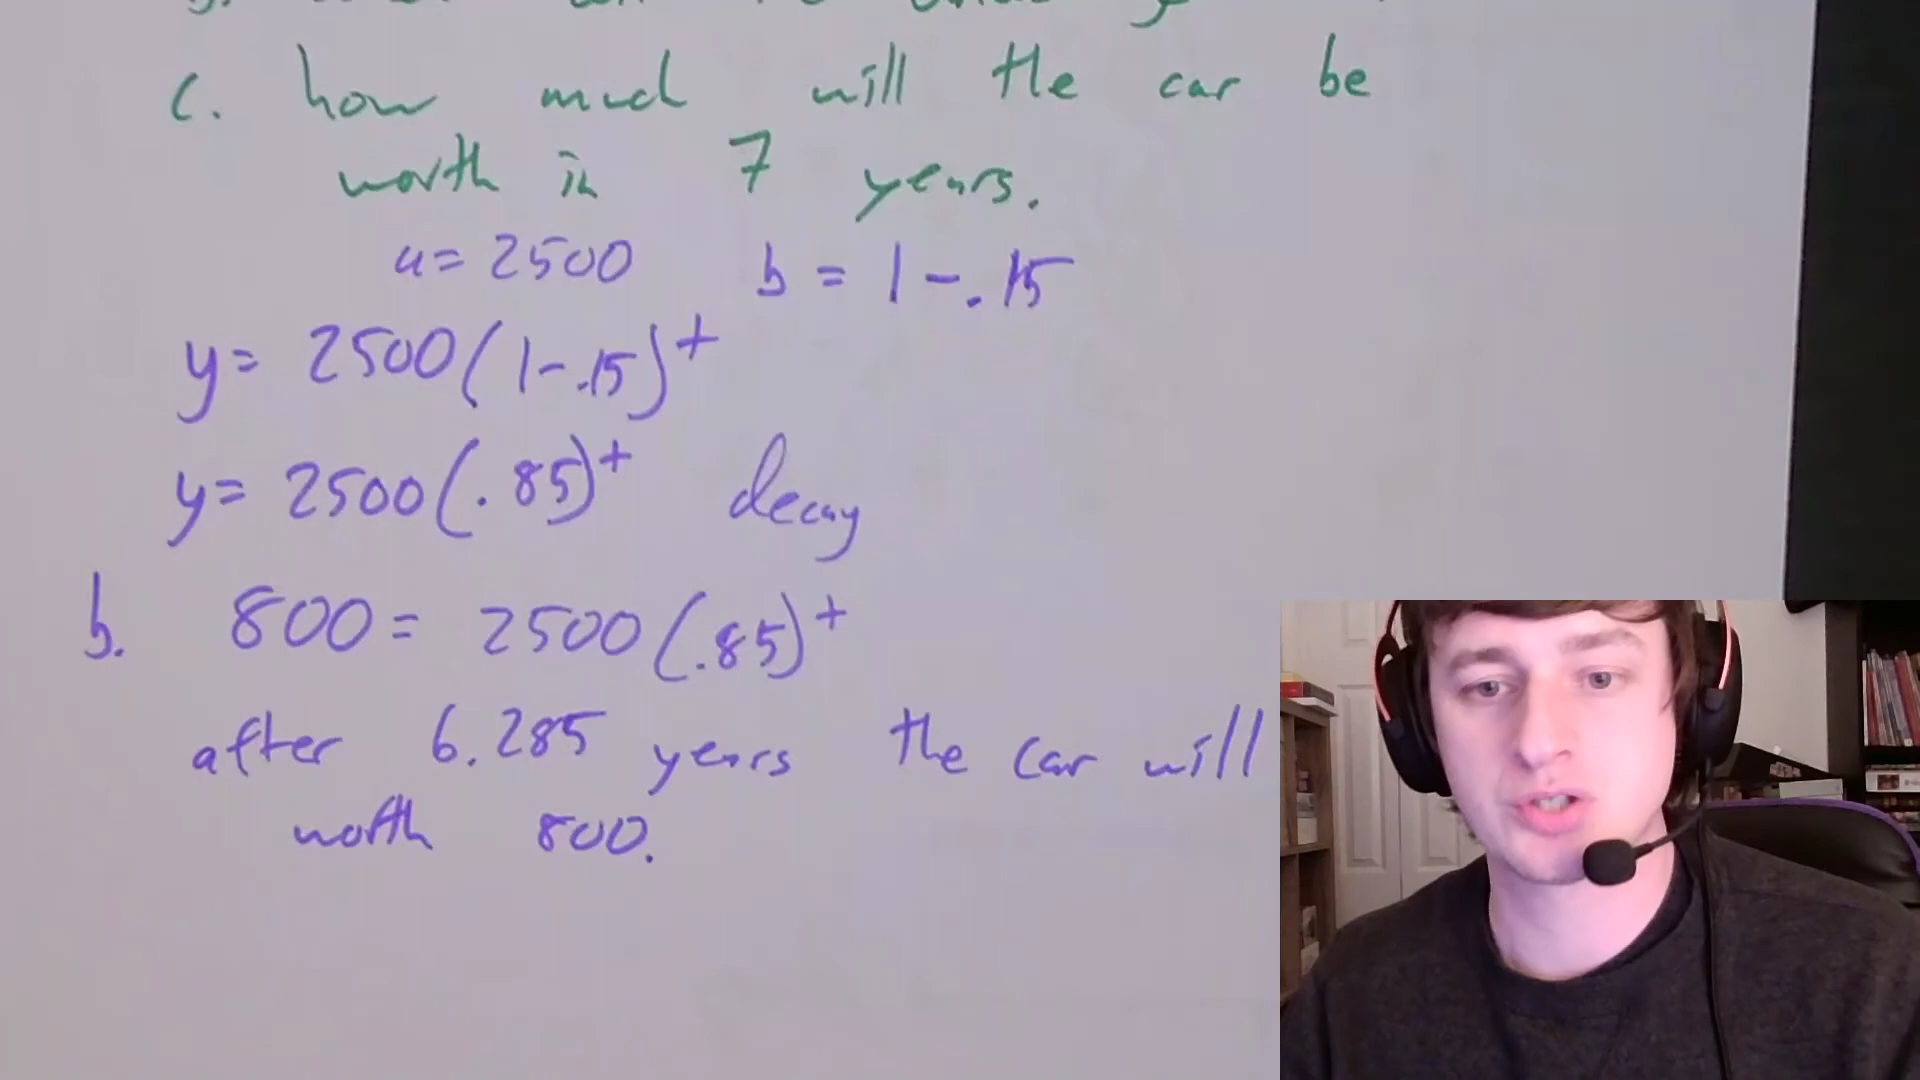 c. how much will the car be
worth in 7 years.
a = 2500 b = 1 - .15
y = 2500(1-.15)^t
y = 2500(.85)^t decay
b. 800 = 2500(.85)^t
after 6.285 years the car will
worth 800.